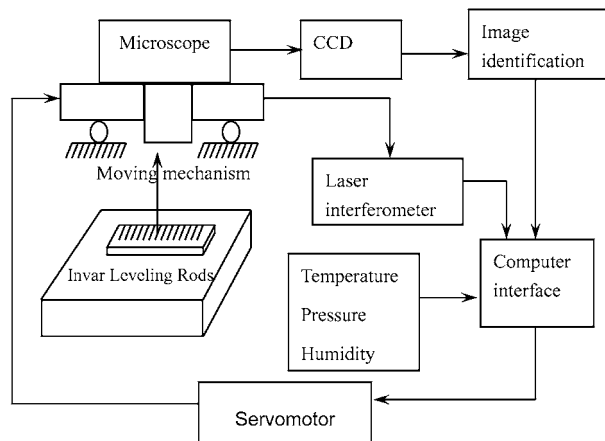 Microscope
CCD
Image
identification
Moving mechanism
Laser
interferometer
Invar Leveling Rods
Temperature
Pressure
Humidity
Computer
interface
Servomotor